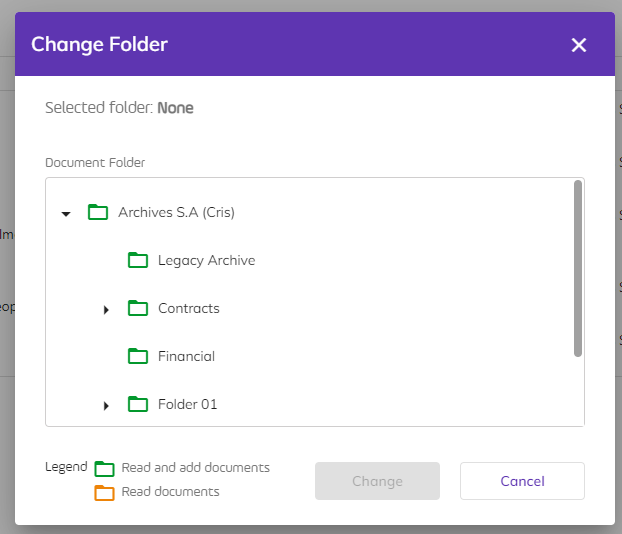 Change Folder
Selected folder: None
Document Folder
Archives S.A (Cris)
Legacy Archive
Contracts
Financial
Folder 01
Legend Read and add documents
Read documents
Change
Cancel